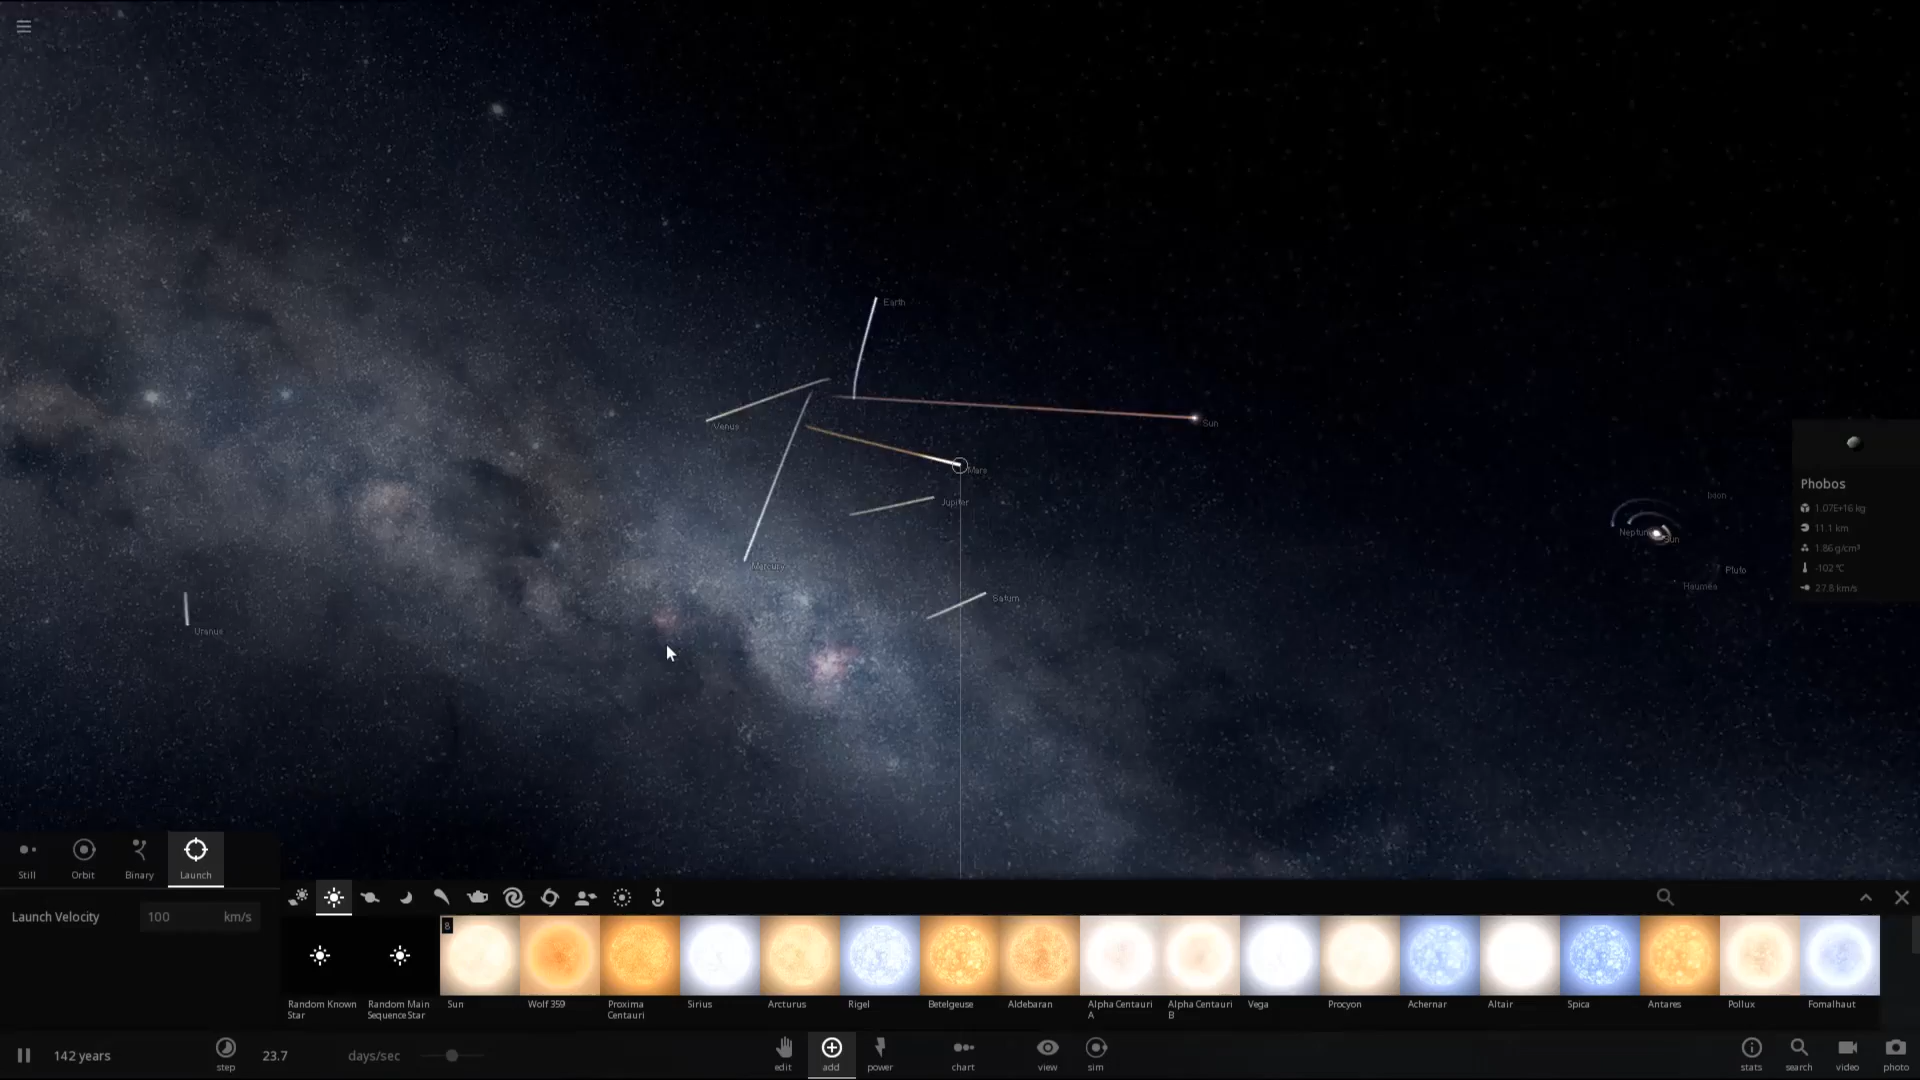 Earth
Venus
Sun
Mars
Jupiter
Mercury
Saturn
Uranus
Neptune
Sun
Pluto
Haumea
Phobos
1.07E+16 kg
11.1 km
1.86 g/cm³
-102 °C
27.8 km/s
Still
Orbit
Binary
Launch
Launch Velocity
100
km/s
8
Random Known
Star
Random Main
Sequence Star
Sun
Wolf 359
Proxima
Centauri
Sirius
Arcturus
Rigel
Betelgeuse
Aldebaran
Alpha Centauri
A
Alpha Centauri
B
Vega
Procyon
Achernar
Altair
Spica
Antares
Pollux
Fomalhaut
142 years
step
23.7
days/sec
edit
add
power
chart
view
sim
stats
search
video
photo